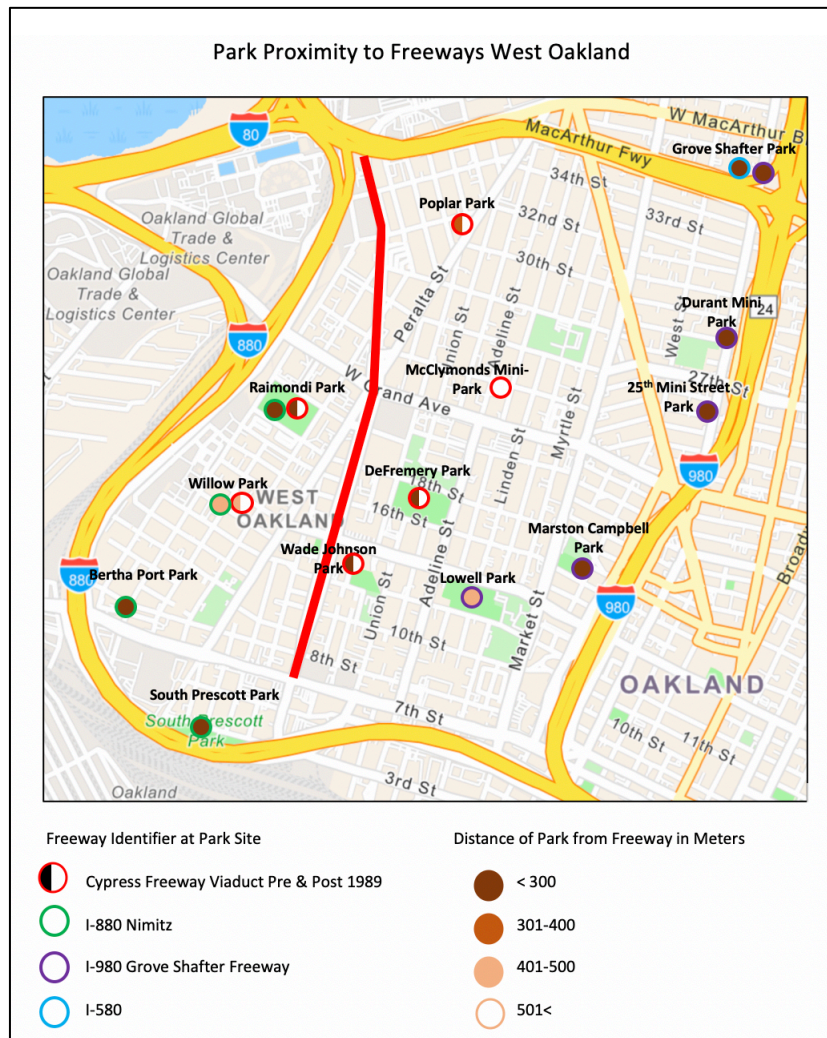 Park Proximity to Freeways West Oakland
W MacArthur B
80
MacArthur Fwy
Grove Shafter Park
34th St
Poplar Park
32nd St
33rd St
Oakland Global
Trade &
Logistics Center
30th St
Oakland Global
Trade &
Logistics Center
Peralta St
Union St
Adeline St
West St
Durant Mini
Park
24
880
McClymonds Mini-
Park
27th St
Raimondi Park
W Grand Ave
25th Mini Street
Park
Myrtle St
Linden St
DeFremery Park
18th St
980
Willow Park
WEST
OAKLAND
16th St
Marston Campbell
Park
Wade Johnson
Park
Adeline St
Lowell Park
Broadw
880
Bertha Port Park
Union St
Market St
980
10th St
8th St
OAKLAND
South Prescott Park
South Prescott
Park
7th St
10th St
11th St
3rd St
Oakland
Freeway Identifier at Park Site
Cypress Freeway Viaduct Pre & Post 1989
I-880 Nimitz
I-980 Grove Shafter Freeway
I-580
Distance of Park from Freeway in Meters
< 300
301-400
401-500
501<